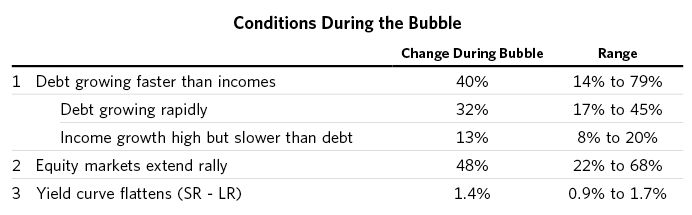 Conditions During the Bubble
Change During Bubble Range
1 Debt growing faster than incomes 40% 14% to 79%
Debt growing rapidly 32% 17% to 45%
Income growth high but slower than debt 13% 8% to 20%
2 Equity markets extend rally 48% 22% to 68%
3 Yield curve flattens (SR - LR) 1.4% 0.9% to 1.7%